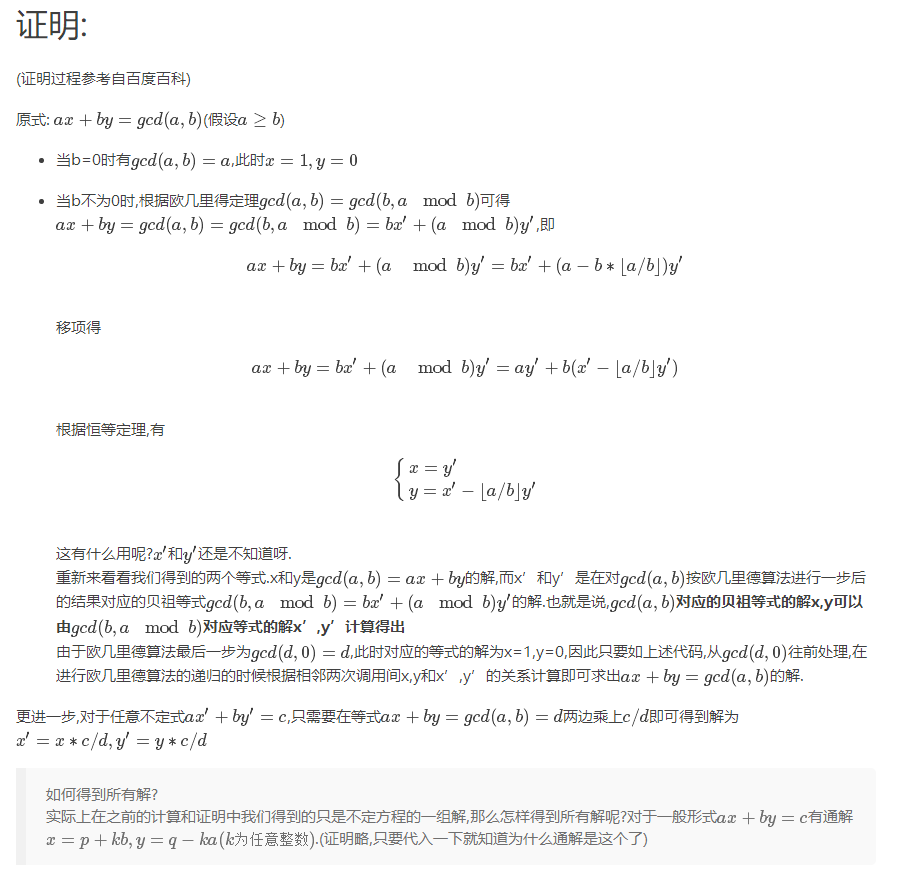 证明:
(证明过程参考自百度百科)
原式: ax + by = gcd(a, b)(假设a ≥ b)
• 当b=0时有gcd(a, b) = a,此时x = 1, y = 0
• 当b不为0时,根据欧几里得定理gcd(a, b) = gcd(b, a mod b)可得
ax + by = gcd(a, b) = gcd(b, a mod b) = bx′ + (a mod b)y′,即
ax + by = bx′ + (a mod b)y′ = bx′ + (a − b ∗ ⌊a/b⌋)y′
移项得
ax + by = bx′ + (a mod b)y′ = ay′ + b(x′ − ⌊a/b⌋y′)
根据恒等定理,有
{ x = y′
y = x′ − ⌊a/b⌋y′
这有什么用呢?x′和y′还是不知道呀.
重新来看看我们得到的两个等式.x和y是gcd(a, b) = ax + by的解,而x′和y′是在对gcd(a, b)按欧几里德算法进行一步后
的结果对应的贝祖等式gcd(b, a mod b) = bx′ + (a mod b)y′的解.也就是说,gcd(a, b)对应的贝祖等式的解x,y可以
由gcd(b, a mod b)对应等式的解x′,y′计算得出
由于欧几里德算法最后一步为gcd(d, 0) = d,此时对应的等式的解为x=1,y=0,因此只要如上述代码,从gcd(d, 0)往前处理,在
进行欧几里德算法的递归的时候根据相邻两次调用间x,y和x′,y′的关系计算即可求出ax + by = gcd(a, b)的解.
更进一步,对于任意不定式ax′ + by′ = c,只需要在等式ax + by = gcd(a, b) = d两边乘上c/d即可得到解为
x′ = x ∗ c/d, y′ = y ∗ c/d
如何得到所有解?
实际上在之前的计算和证明中我们得到的只是不定方程的一组解,那么怎样得到所有解呢?对于一般形式ax + by = c有通解
x = p + kb, y = q − ka(k为任意整数).(证明略,只要代入一下就知道为什么通解是这个了)